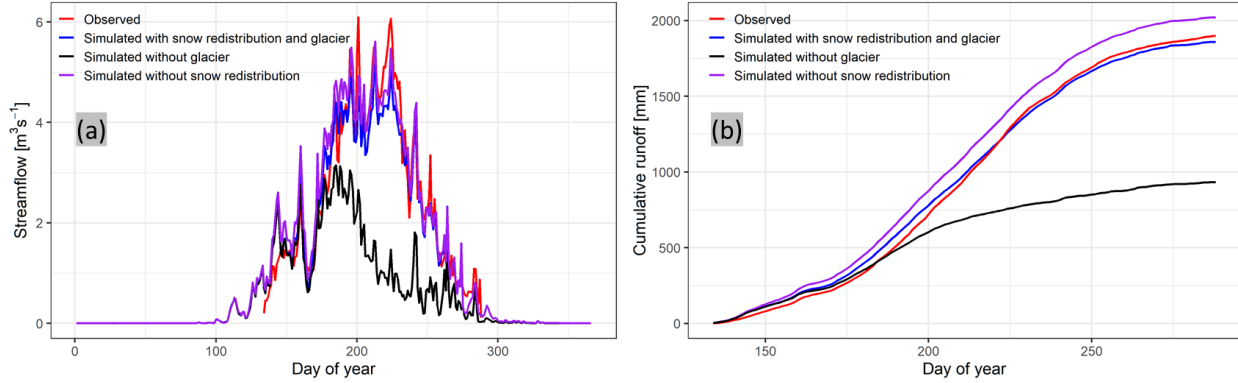 Observed
Simulated with snow redistribution and glacier
Simulated without glacier
Simulated without snow redistribution
(a)
Streamflow [m³s⁻¹]
6
4
2
0
0
100
200
300
Day of year
Observed
Simulated with snow redistribution and glacier
Simulated without glacier
Simulated without snow redistribution
(b)
Cumulative runoff [mm]
2000
1500
1000
500
0
150
200
250
Day of year